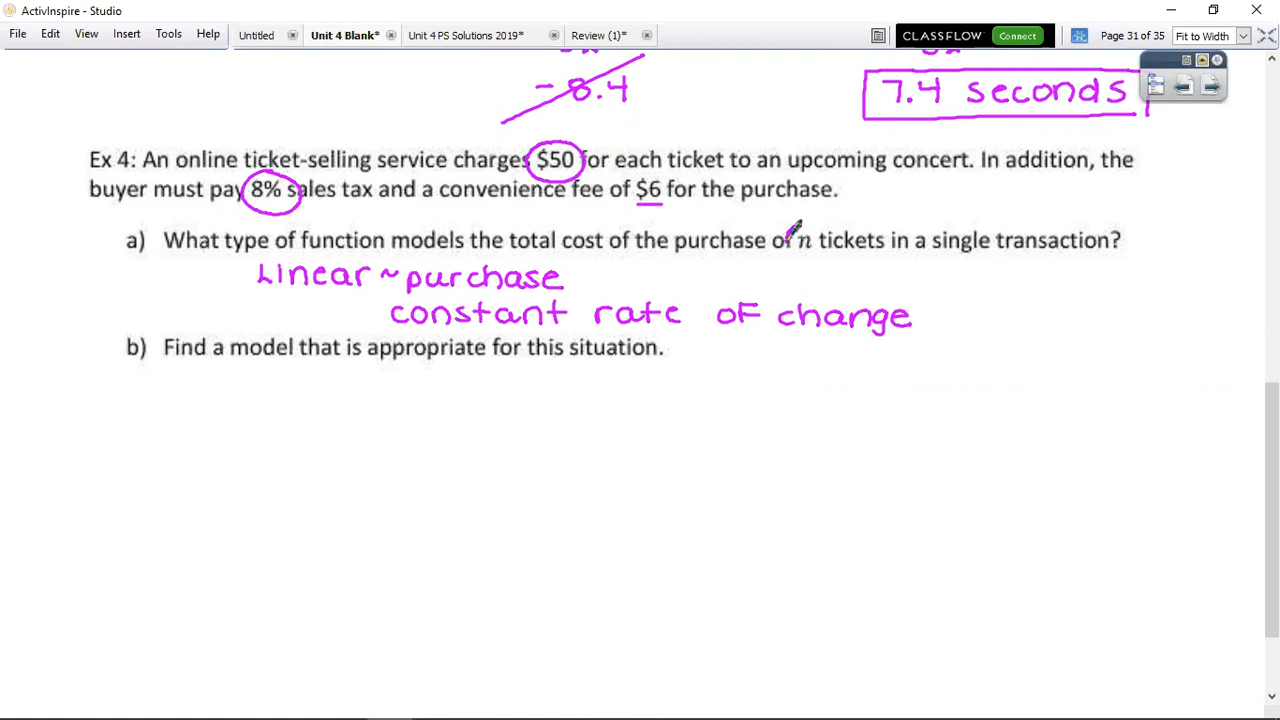 ActivInspire - Studio
File Edit View Insert Tools Help Untitled Unit 4 Blank* Unit 4 PS Solutions 2019* Review (1)* CLASSFLOW Connect Page 31 of 35 Fit to Width
- 8.4
7.4 seconds
Ex 4: An online ticket-selling service charges $50 for each ticket to an upcoming concert. In addition, the
buyer must pay 8% sales tax and a convenience fee of $6 for the purchase.
a) What type of function models the total cost of the purchase of n tickets in a single transaction?
Linear ~ purchase
constant rate of change
b) Find a model that is appropriate for this situation.